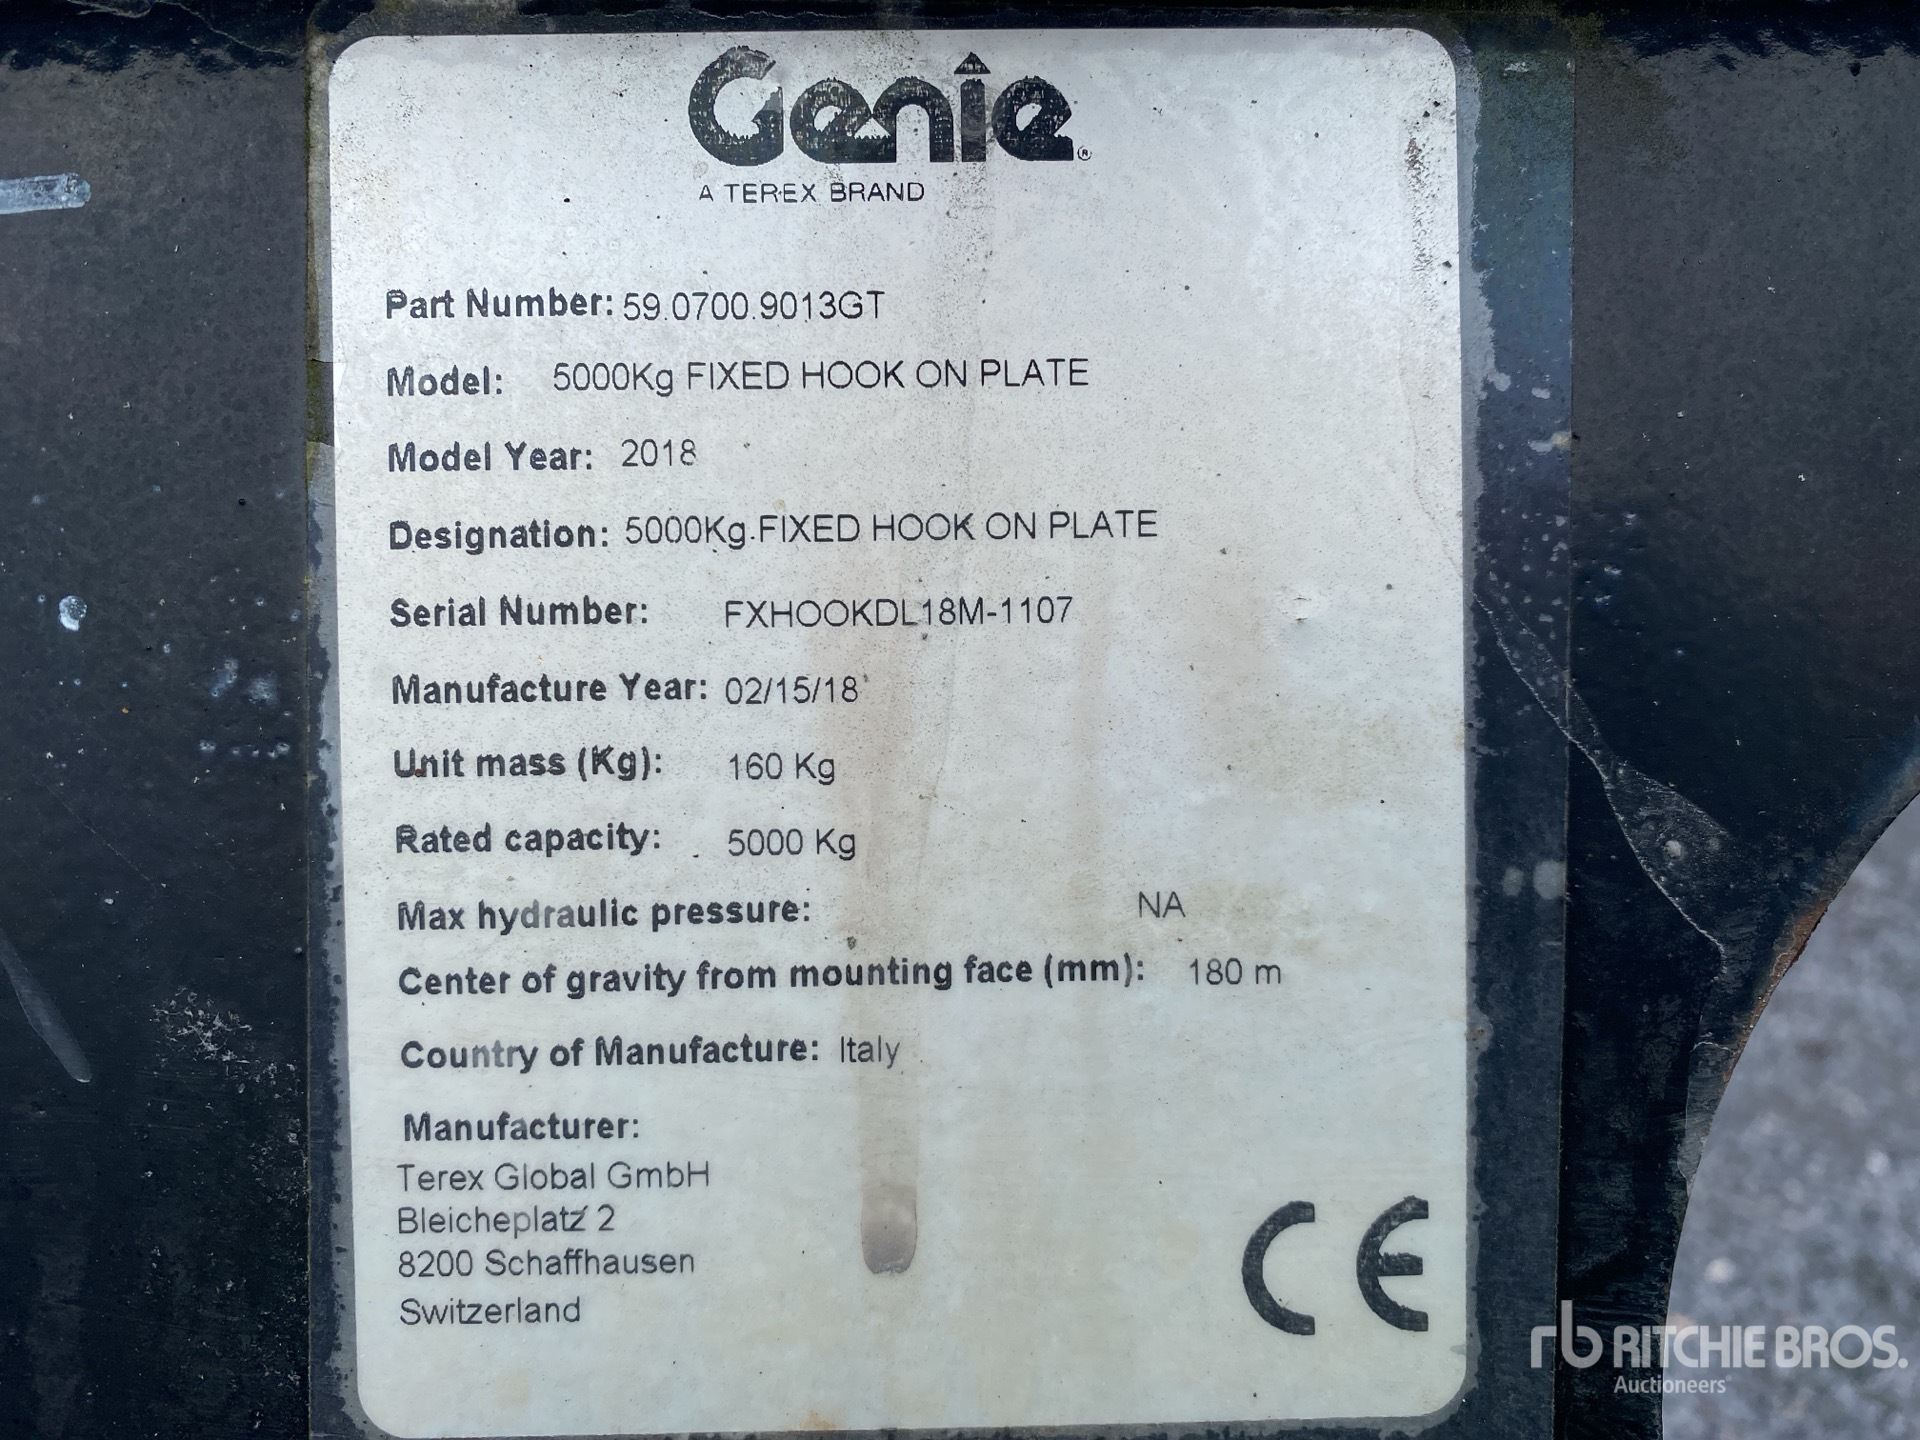 Genie®
A TEREX BRAND
Part Number: 59.0700.9013GT
Model: 5000Kg FIXED HOOK ON PLATE
Model Year: 2018
Designation: 5000Kg FIXED HOOK ON PLATE
Serial Number: FXHOOKDL18M-1107
Manufacture Year: 02/15/18
Unit mass (Kg): 160 Kg
Rated capacity: 5000 Kg
Max hydraulic pressure: NA
Center of gravity from mounting face (mm): 180 m
Country of Manufacture: Italy
Manufacturer:
Terex Global GmbH
Bleicheplatz 2
8200 Schaffhausen
Switzerland
CE
rb RITCHIE BROS.
Auctioneers